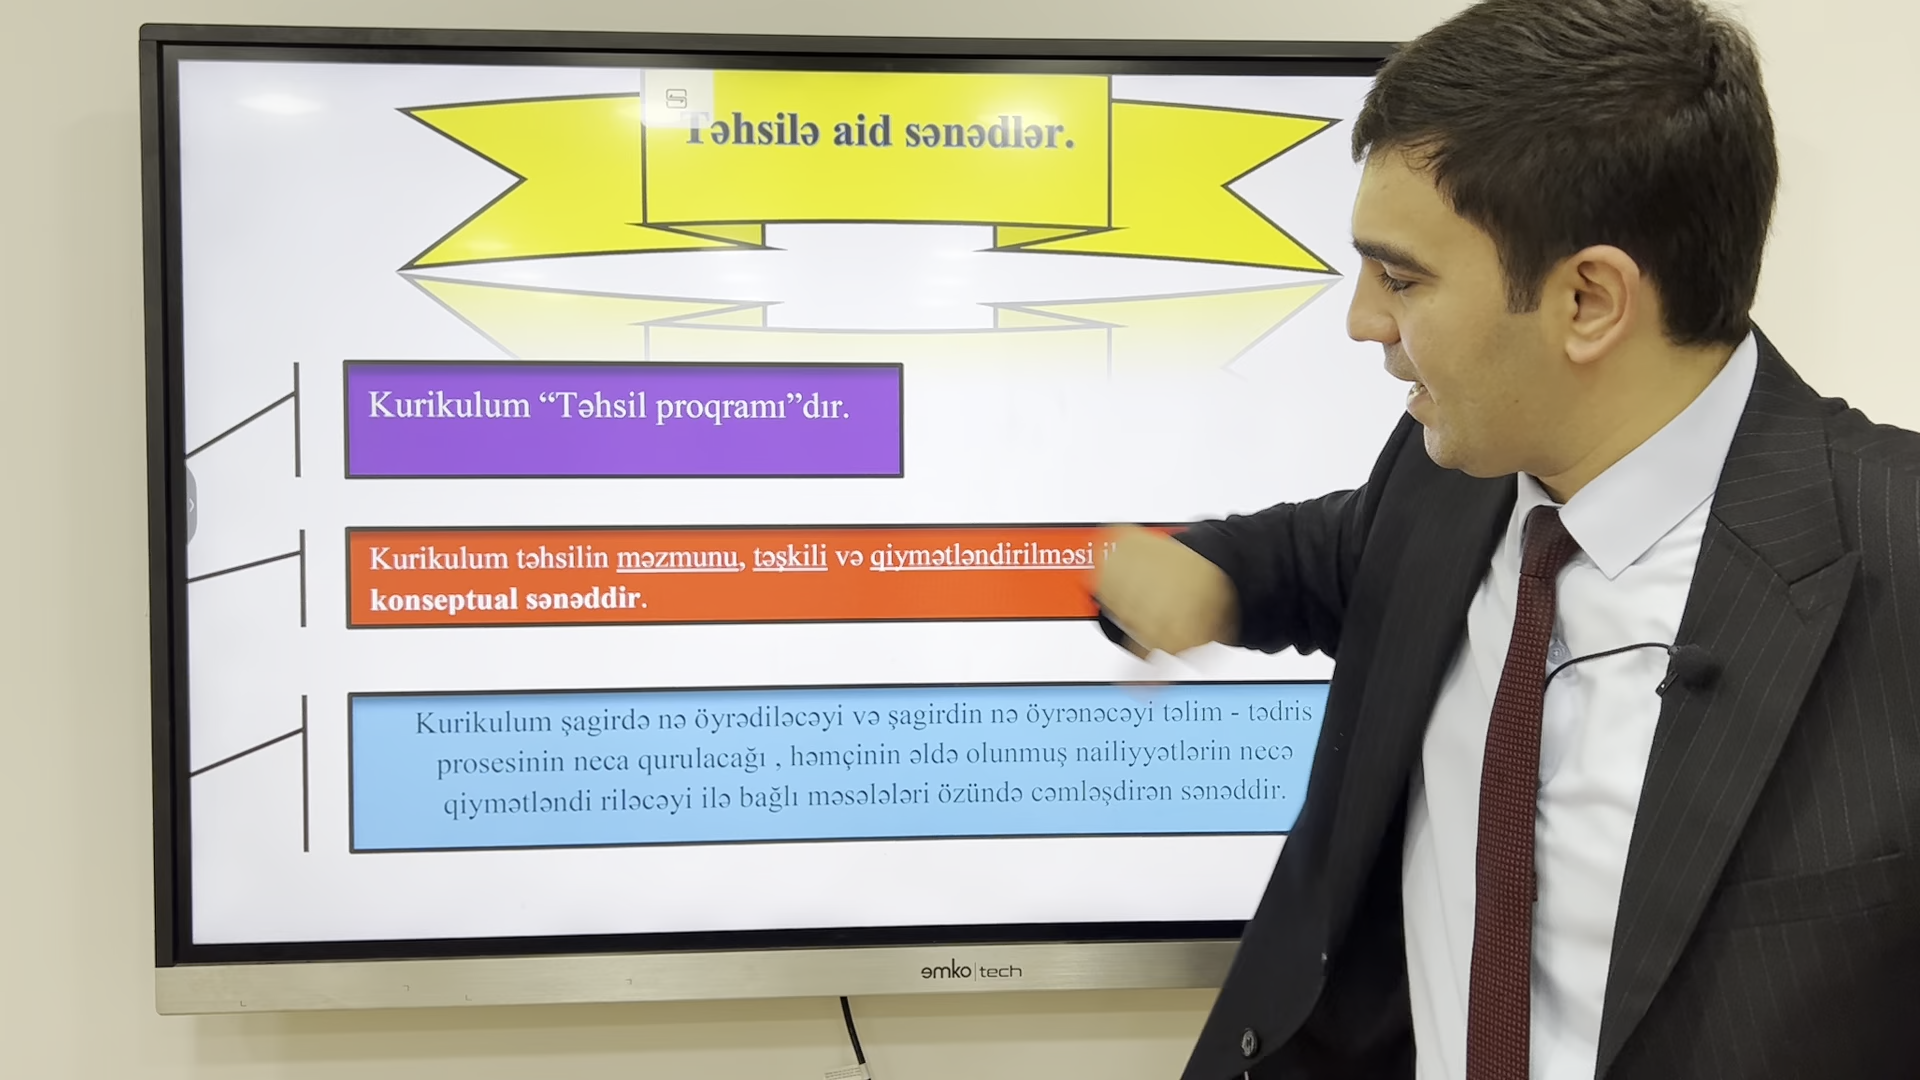 Təhsilə aid sənədlər.
Kurikulum “Təhsil proqramı”dır.
Kurikulum təhsilin məzmunu, təşkili və qiymətləndirilməsi
konseptual sənəddir.
Kurikulum şagirdə nə öyrədiləcəyi və şagirdin nə öyrənəcəyi təlim - tədris
prosesinin neca qurulacağı , həmçinin əldə olunmuş nailiyyətlərin necə
qiymətləndi riləcəyi ilə bağlı məsələləri özündə cəmləşdirən sənəddir.
emko|tech